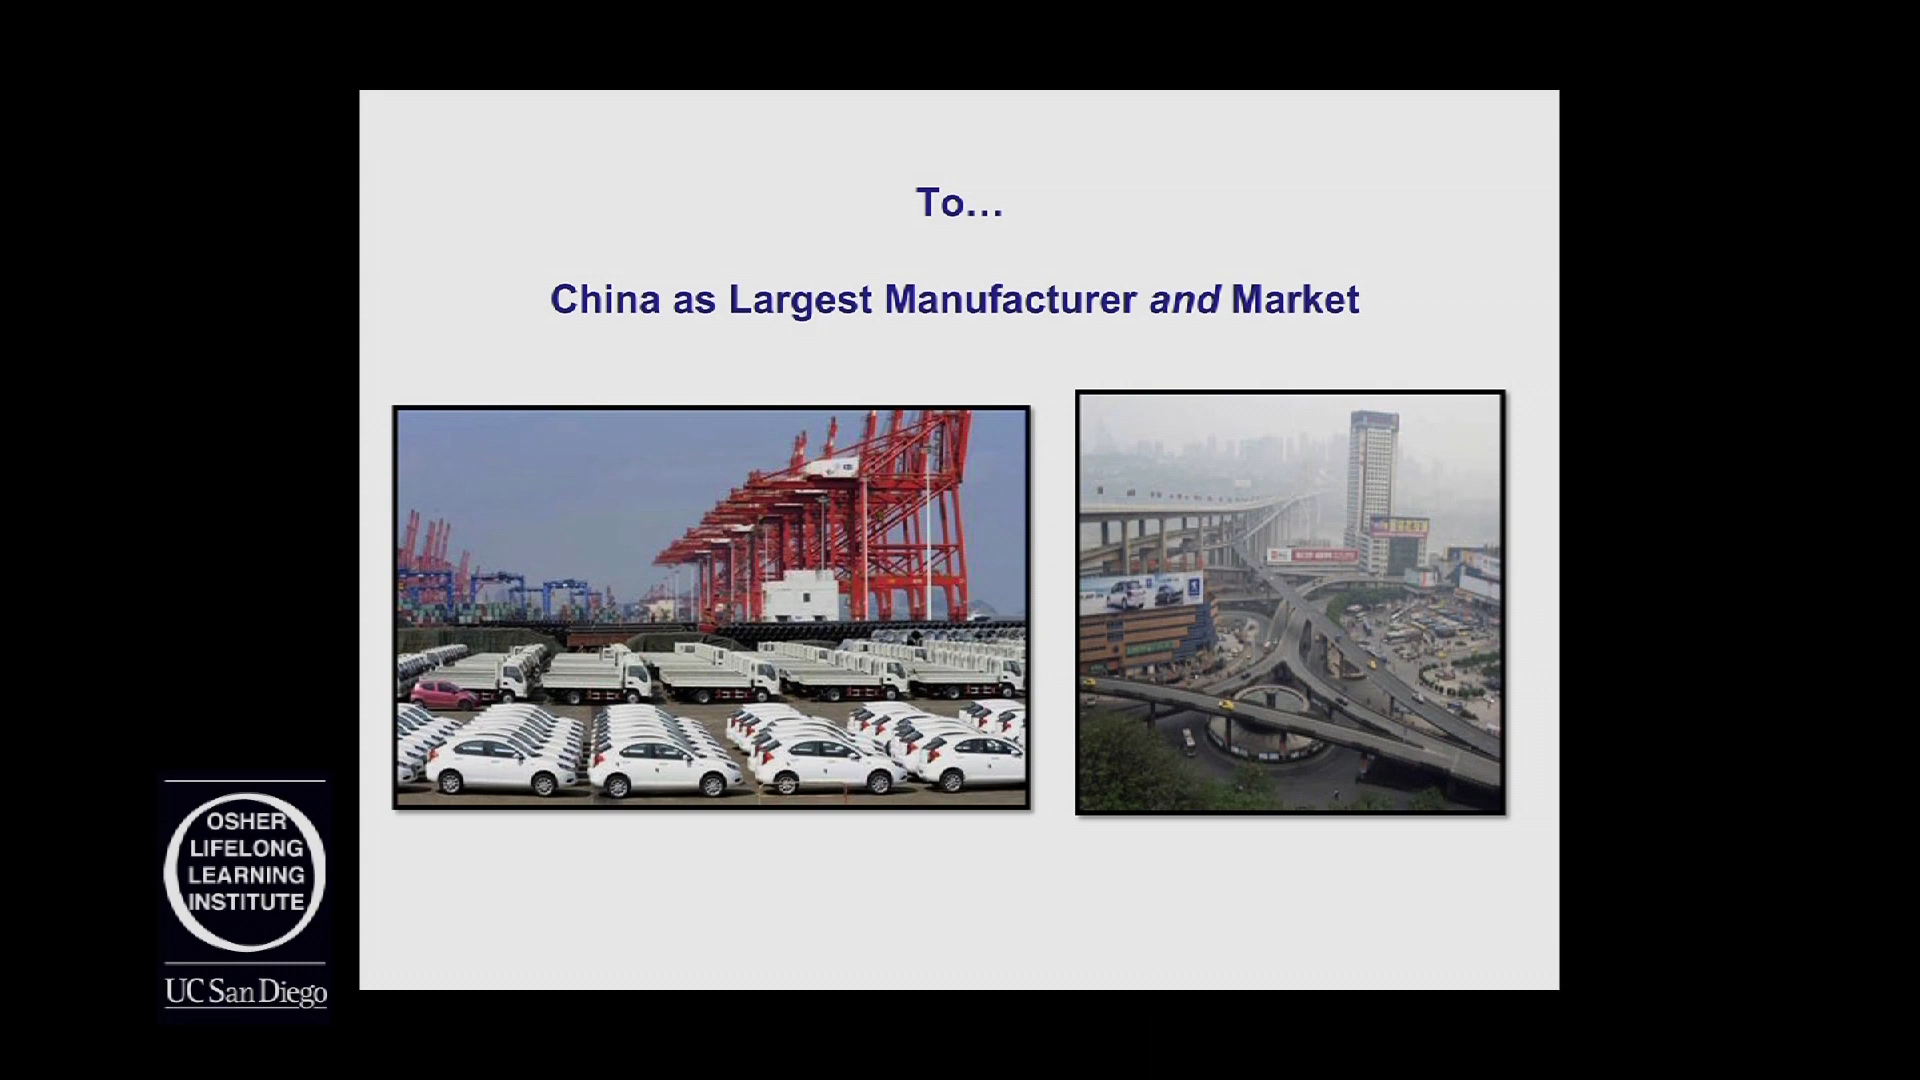 To…
China as Largest Manufacturer and Market
OSHER
LIFELONG
LEARNING
INSTITUTE
UC San Diego